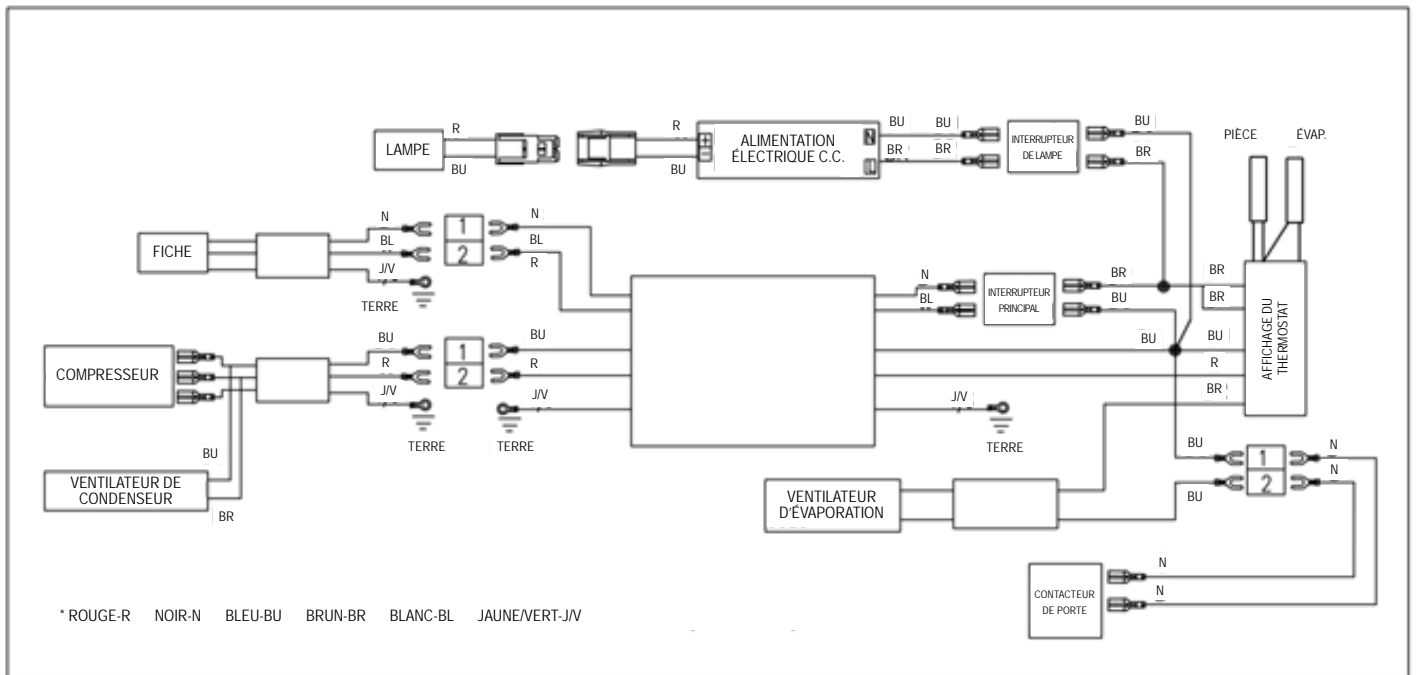 R
BU
LAMPE
R
BU
ALIMENTATION
ÉLECTRIQUE C.C.
+
−
N
L
BU
BR
BU
BR
INTERRUPTEUR
DE LAMPE
BU
BR
PIÈCE
ÉVAP.
FICHE
N
BL
J/V
TERRE
1
2
N
BL
R
N
BL
INTERRUPTEUR
PRINCIPAL
BR
BU
BR
BR
BU
BU
R
BR
AFFICHAGE DU
THERMOSTAT
COMPRESSEUR
BU
R
J/V
TERRE
1
2
BU
R
J/V
TERRE
J/V
TERRE
BU
BR
VENTILATEUR DE
CONDENSEUR
VENTILATEUR
D'ÉVAPORATION
BU
BU
1
2
N
N
CONTACTEUR
DE PORTE
N
N
* ROUGE-R NOIR-N BLEU-BU BRUN-BR BLANC-BL JAUNE/VERT-J/V